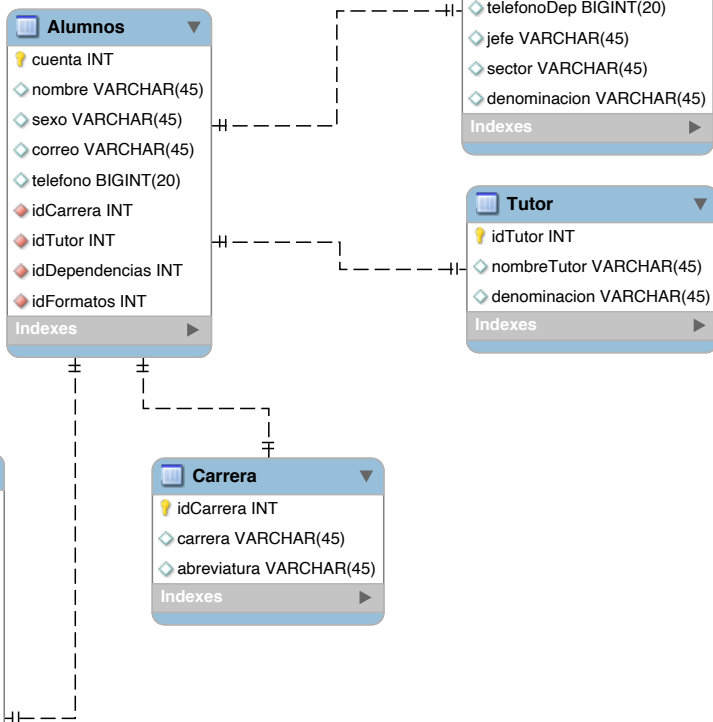 Alumnos
cuenta INT
nombre VARCHAR(45)
sexo VARCHAR(45)
correo VARCHAR(45)
telefono BIGINT(20)
idCarrera INT
idTutor INT
idDependencias INT
idFormatos INT
Indexes
telefonoDep BIGINT(20)
jefe VARCHAR(45)
sector VARCHAR(45)
denominacion VARCHAR(45)
Indexes
Tutor
idTutor INT
nombreTutor VARCHAR(45)
denominacion VARCHAR(45)
Indexes
Carrera
idCarrera INT
carrera VARCHAR(45)
abreviatura VARCHAR(45)
Indexes